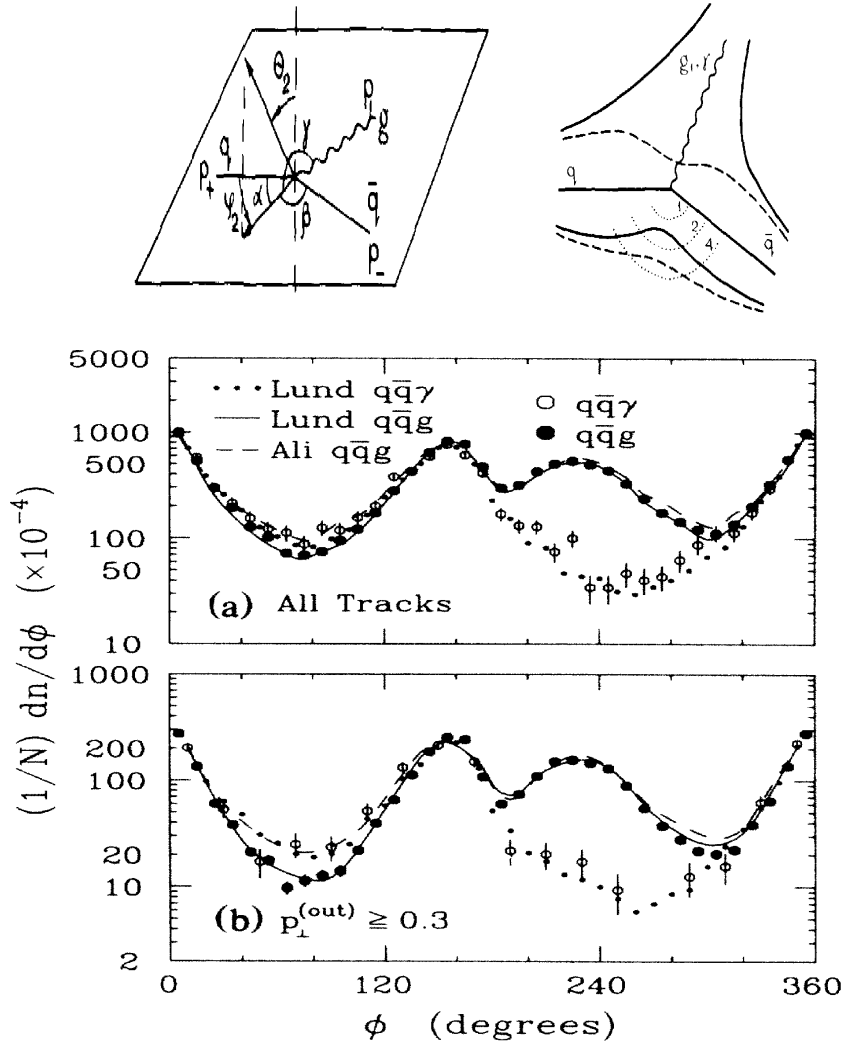 Θ₂
γ
p
g
q
p₊
α
φ₂
β
q̄
p₋
g₁, γ
q
1
2
4
q̄
(1/N) dn/dϕ (×10⁻⁴)
5000
1000
500
100
50
10
Lund qq̄γ
Lund qq̄g
Ali qq̄g
qq̄γ
qq̄g
(a) All Tracks
1000
200
100
20
10
2
(b) p⊥^(out) ≧ 0.3
0
120
240
360
ϕ (degrees)